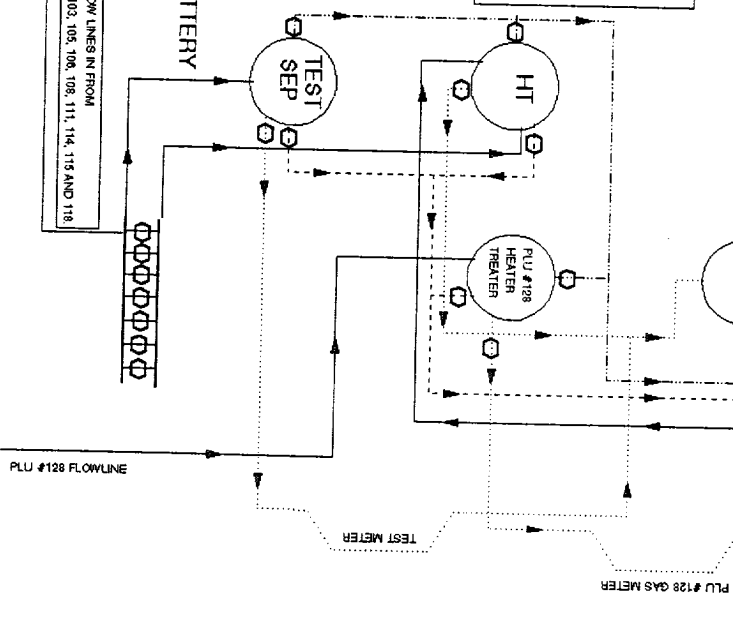 OW LINES IN FROM
103, 105, 106, 108, 111, 114, 115 AND 118.
TTERY
TEST
SEP
HT
PLU #128
HEATER
TREATER
PLU #128 FLOWLINE
TEST METER
PLU #128 GAS METER